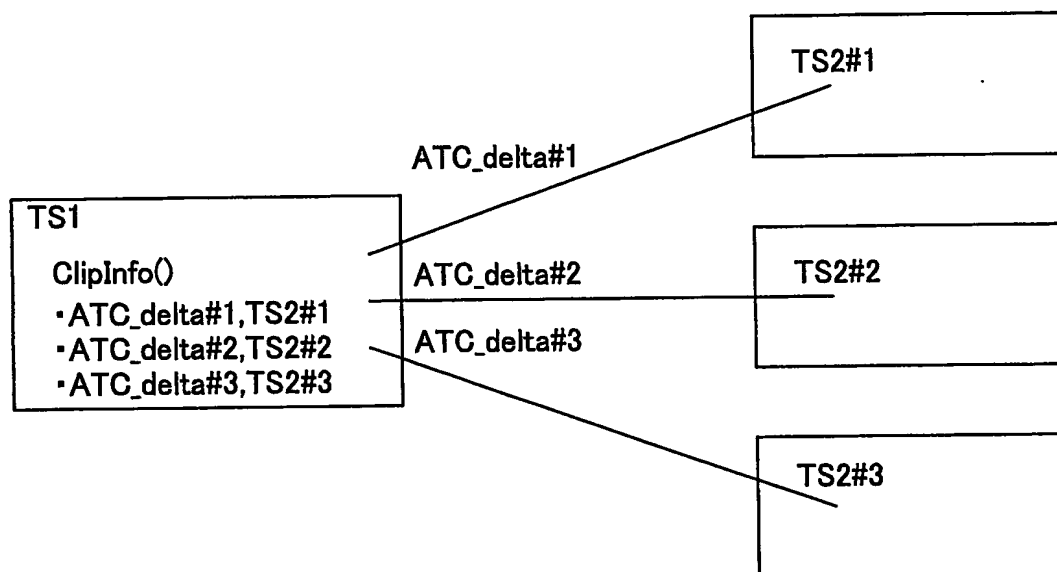 TS2#1
ATC_delta#1
TS1
ClipInfo()
･ATC_delta#1,TS2#1
･ATC_delta#2,TS2#2
･ATC_delta#3,TS2#3
ATC_delta#2
TS2#2
ATC_delta#3
TS2#3